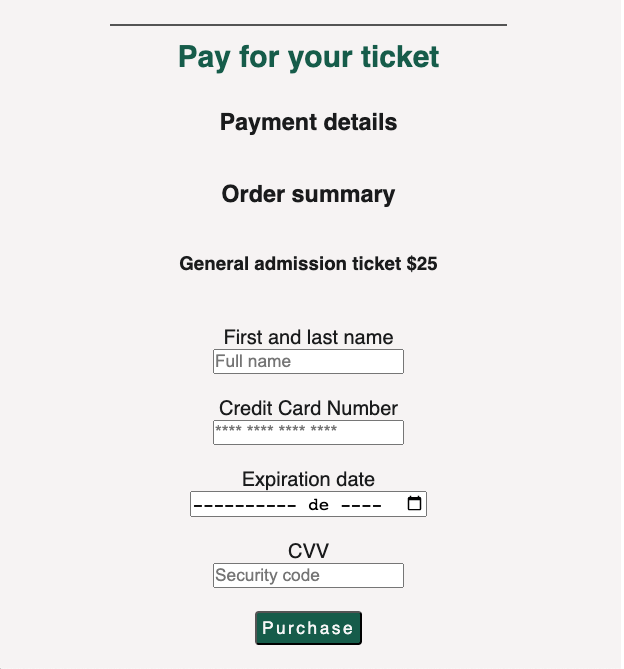 Pay for your ticket
Payment details
Order summary
General admission ticket $25
First and last name
Full name
Credit Card Number
**** **** **** ****
Expiration date
---------- de ----
CVV
Security code
Purchase